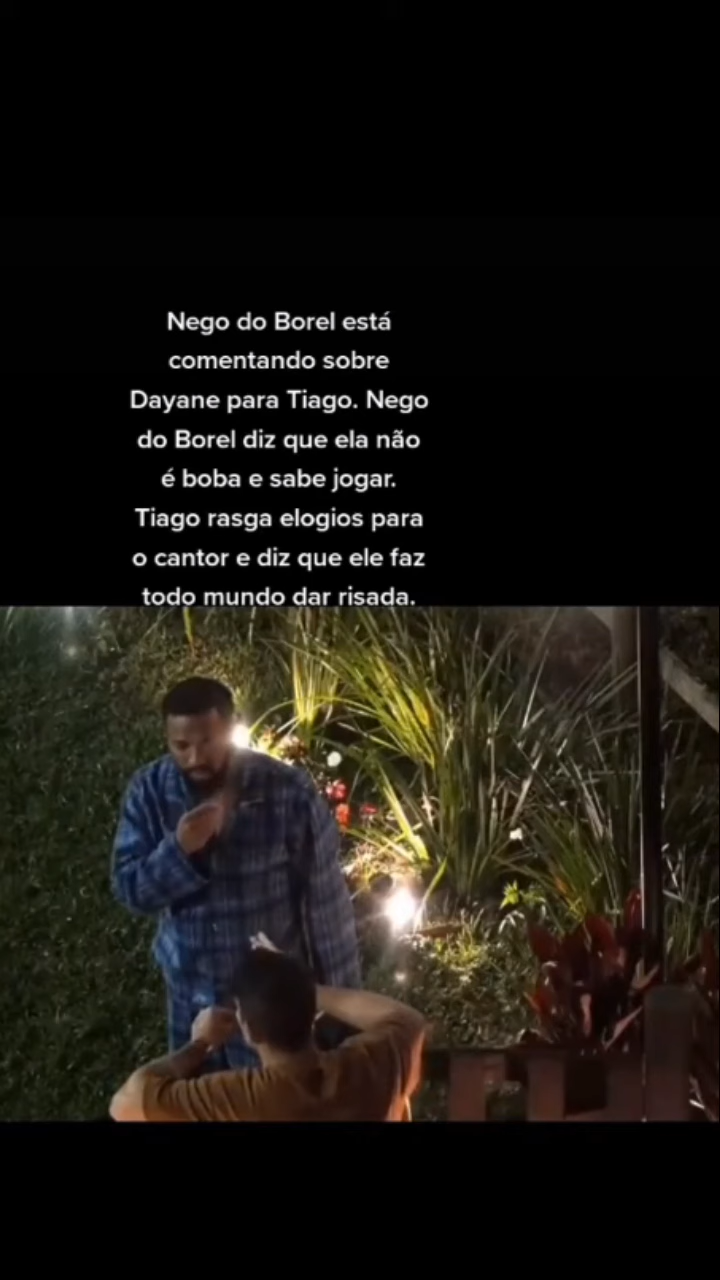 Nego do Borel está
comentando sobre
Dayane para Tiago. Nego
do Borel diz que ela não
é boba e sabe jogar.
Tiago rasga elogios para
o cantor e diz que ele faz
todo mundo dar risada.